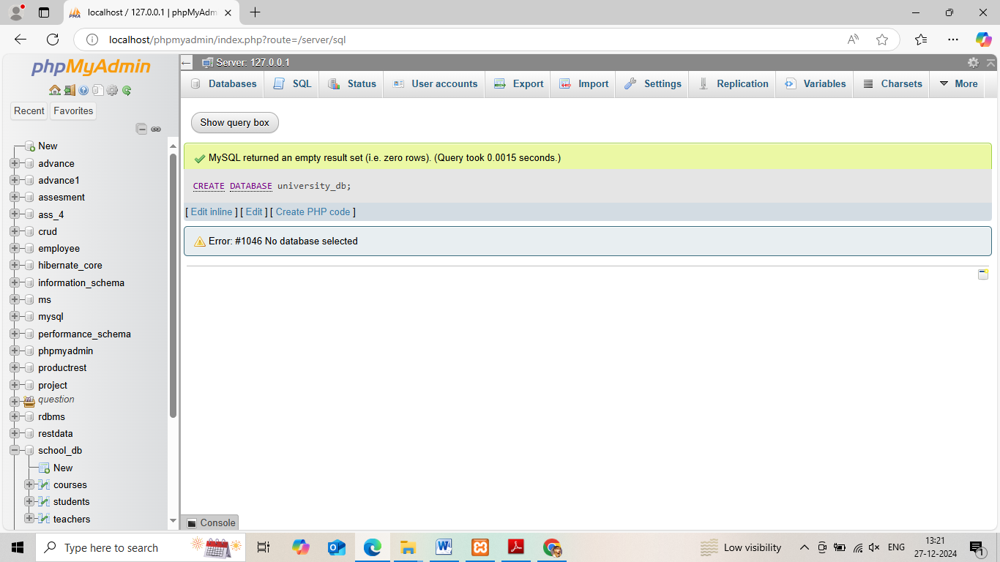 localhost / 127.0.0.1 | phpMyAdm
localhost/phpmyadmin/index.php?route=/server/sql
phpMyAdmin
Recent Favorites
New
advance
advance1
assesment
ass_4
crud
employee
hibernate_core
information_schema
ms
mysql
performance_schema
phpmyadmin
productrest
project
question
rdbms
restdata
school_db
New
courses
students
teachers
Server: 127.0.0.1
Databases SQL Status User accounts Export Import Settings Replication Variables Charsets More
Show query box
MySQL returned an empty result set (i.e. zero rows). (Query took 0.0015 seconds.)
CREATE DATABASE university_db;
[ Edit inline ] [ Edit ] [ Create PHP code ]
Error: #1046 No database selected
Console
Type here to search
Low visibility
ENG
13:21
27-12-2024
1